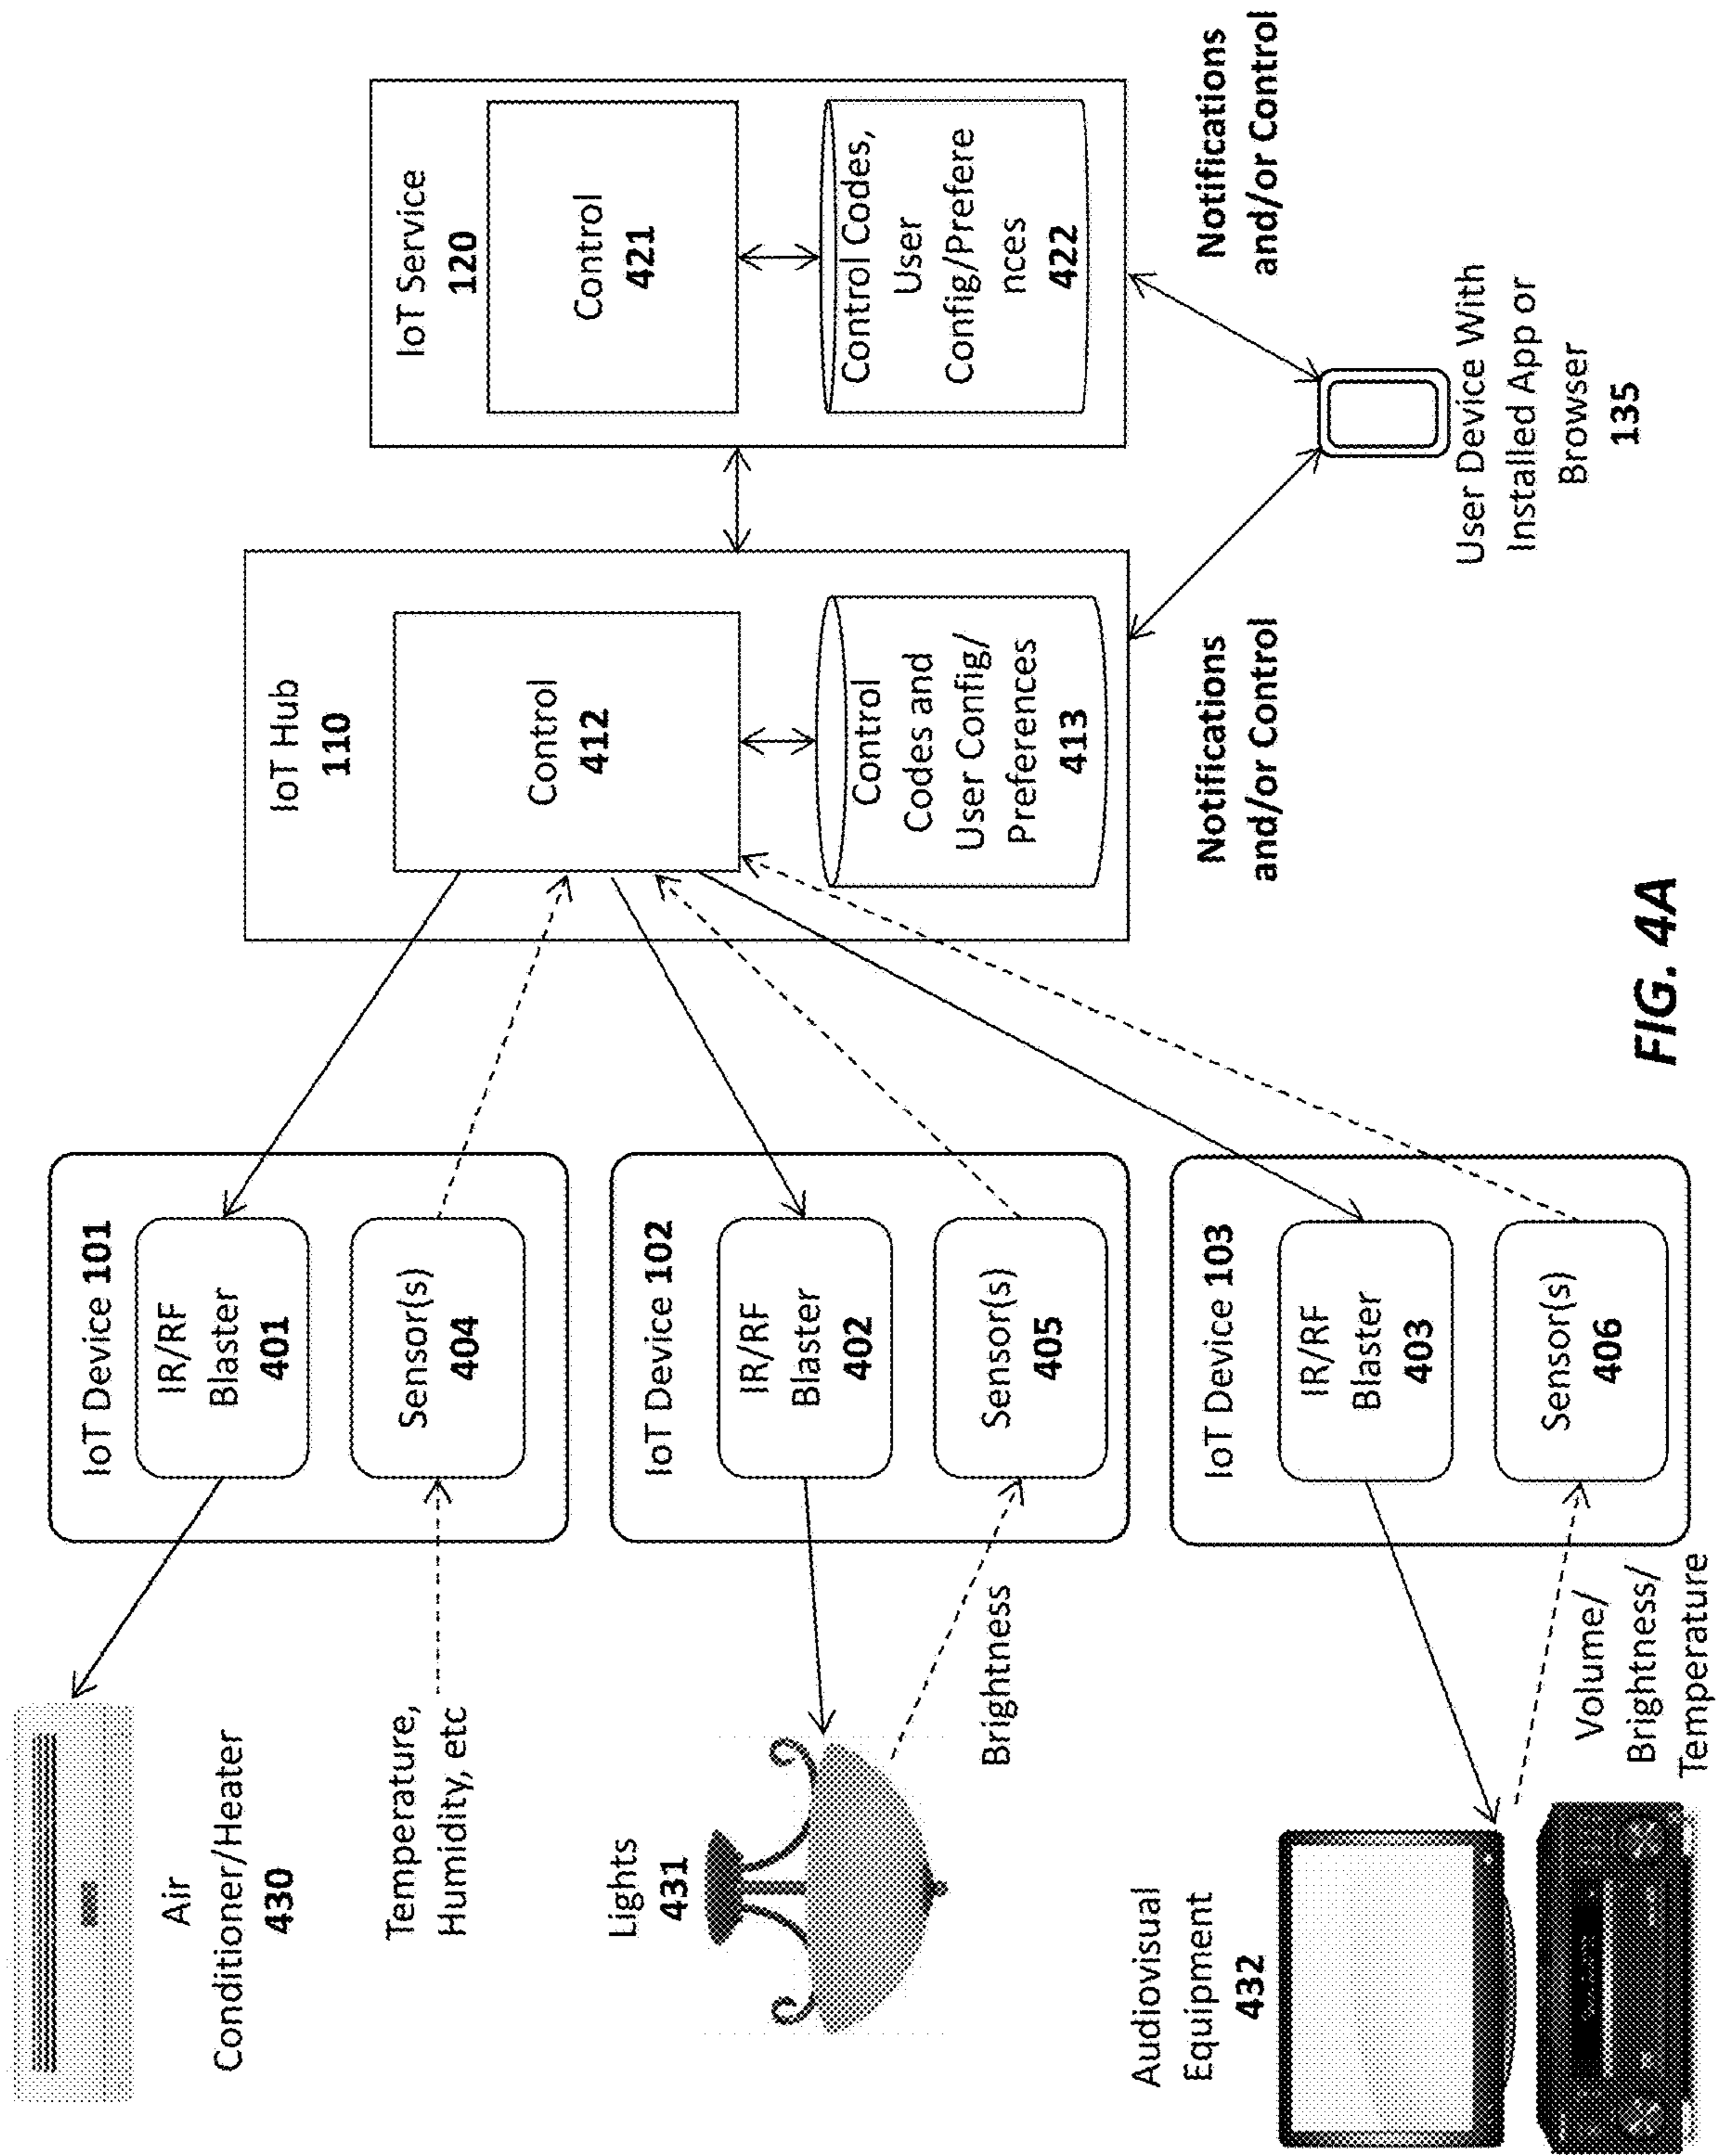 Air
Conditioner/Heater
430
Temperature,
Humidity, etc
Lights
431
Brightness
Audiovisual
Equipment
432
Volume/
Brightness/
Temperature
IoT Device 101
IR/RF
Blaster
401
Sensor(s)
404
IoT Device 102
IR/RF
Blaster
402
Sensor(s)
405
IoT Device 103
IR/RF
Blaster
403
Sensor(s)
406
IoT Hub
110
Control
412
Control
Codes and
User Config/
Preferences
413
Notifications
and/or Control
IoT Service
120
Control
421
Control Codes,
User
Config/Prefere
nces
422
Notifications
and/or Control
User Device With
Installed App or
Browser
135
FIG. 4A